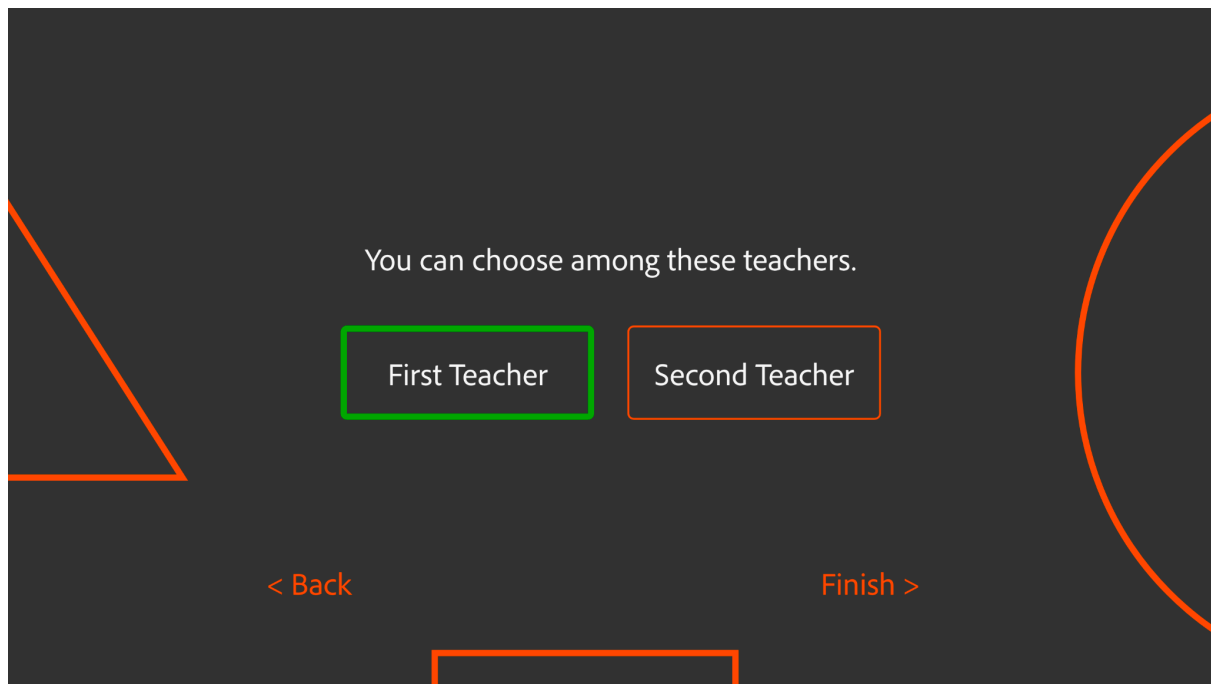 You can choose among these teachers.
First Teacher
Second Teacher
< Back
Finish >